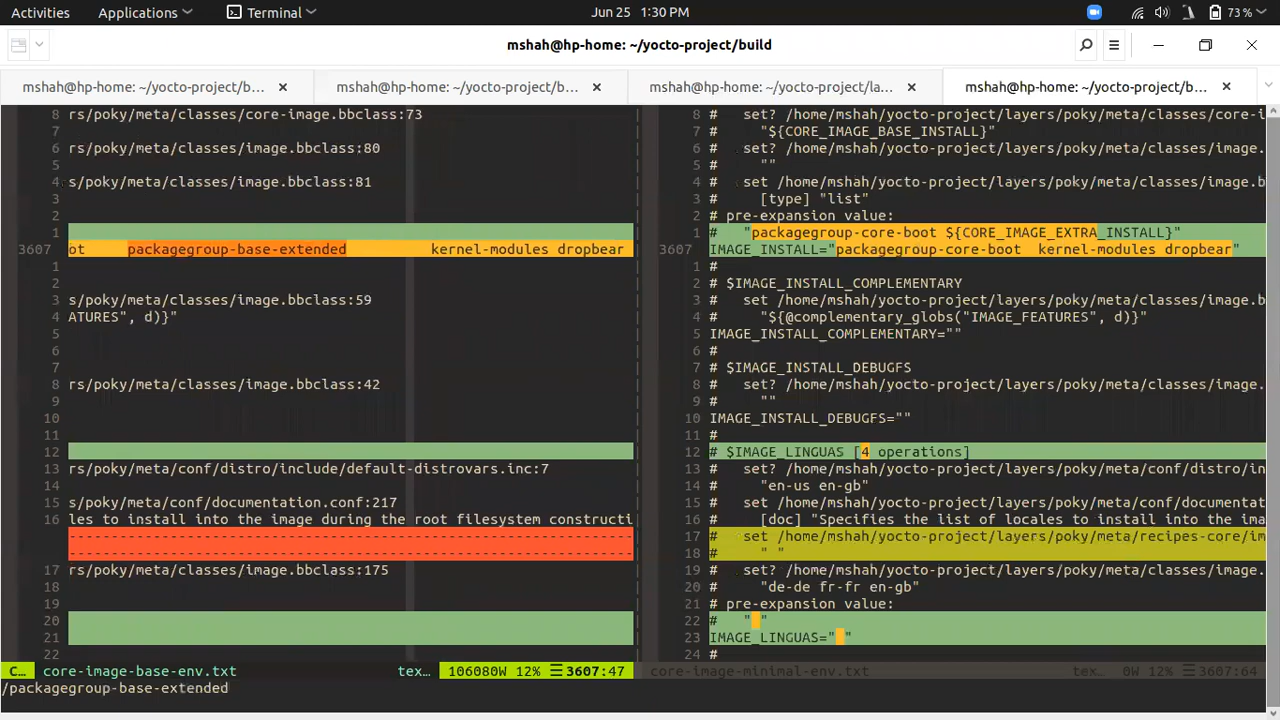 Activities Applications Terminal Jun 25 1:30 PM 73 %
mshah@hp-home: ~/yocto-project/build
mshah@hp-home: ~/yocto-project/b... mshah@hp-home: ~/yocto-project/b... mshah@hp-home: ~/yocto-project/la... mshah@hp-home: ~/yocto-project/b...
8 rs/poky/meta/classes/core-image.bbclass:73
7
6 rs/poky/meta/classes/image.bbclass:80
5
4 s/poky/meta/classes/image.bbclass:81
3
2
1
3607 ot packagegroup-base-extended kernel-modules dropbear
1
2
3 s/poky/meta/classes/image.bbclass:59
4 ATURES", d)}"
5
6
7
8 rs/poky/meta/classes/image.bbclass:42
9
10
11
12
13 rs/poky/meta/conf/distro/include/default-distrovars.inc:7
14
15 s/poky/meta/conf/documentation.conf:217
16 les to install into the image during the root filesystem constructi
-------------------------------------------------------------------
-------------------------------------------------------------------
17 rs/poky/meta/classes/image.bbclass:175
18
19
20
21
22
8 # set? /home/mshah/yocto-project/layers/poky/meta/classes/core-i
7 # "${CORE_IMAGE_BASE_INSTALL}"
6 # set? /home/mshah/yocto-project/layers/poky/meta/classes/image.
5 # ""
4 # set /home/mshah/yocto-project/layers/poky/meta/classes/image.b
3 # [type] "list"
2 # pre-expansion value:
1 # "packagegroup-core-boot ${CORE_IMAGE_EXTRA_INSTALL}"
3607 IMAGE_INSTALL="packagegroup-core-boot kernel-modules dropbear"
1 #
2 # $IMAGE_INSTALL_COMPLEMENTARY
3 # set /home/mshah/yocto-project/layers/poky/meta/classes/image.b
4 # "${@complementary_globs("IMAGE_FEATURES", d)}"
5 IMAGE_INSTALL_COMPLEMENTARY=""
6 #
7 # $IMAGE_INSTALL_DEBUGFS
8 # set? /home/mshah/yocto-project/layers/poky/meta/classes/image.
9 # ""
10 IMAGE_INSTALL_DEBUGFS=""
11 #
12 # $IMAGE_LINGUAS [4 operations]
13 # set? /home/mshah/yocto-project/layers/poky/meta/conf/distro/in
14 # "en-us en-gb"
15 # set /home/mshah/yocto-project/layers/poky/meta/conf/documentat
16 # [doc] "Specifies the list of locales to install into the ima
17 # set /home/mshah/yocto-project/layers/poky/meta/recipes-core/im
18 # " "
19 # set? /home/mshah/yocto-project/layers/poky/meta/classes/image.
20 # "de-de fr-fr en-gb"
21 # pre-expansion value:
22 # " "
23 IMAGE_LINGUAS=" "
24 #
C... core-image-base-env.txt tex... 106080W 12% ☰3607:47 core-image-minimal-env.txt 0W 12% ☰3607:64
/packagegroup-base-extended